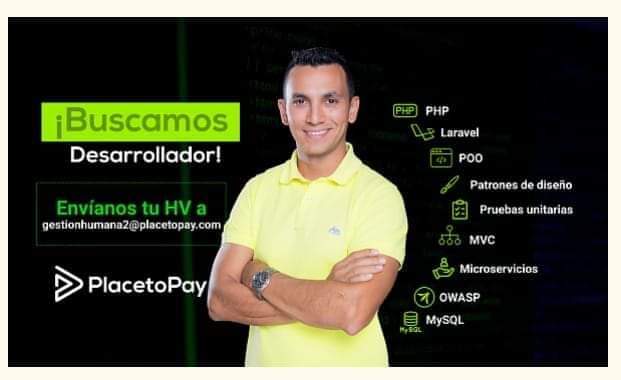 ¡Buscamos
Desarrollador!
Envíanos tu HV a
gestionhumana2@placetopay.com
PlacetoPay
PHP PHP
Laravel
POO
Patrones de diseño
Pruebas unitarias
MVC
Microservicios
OWASP
MySQL
MySQL